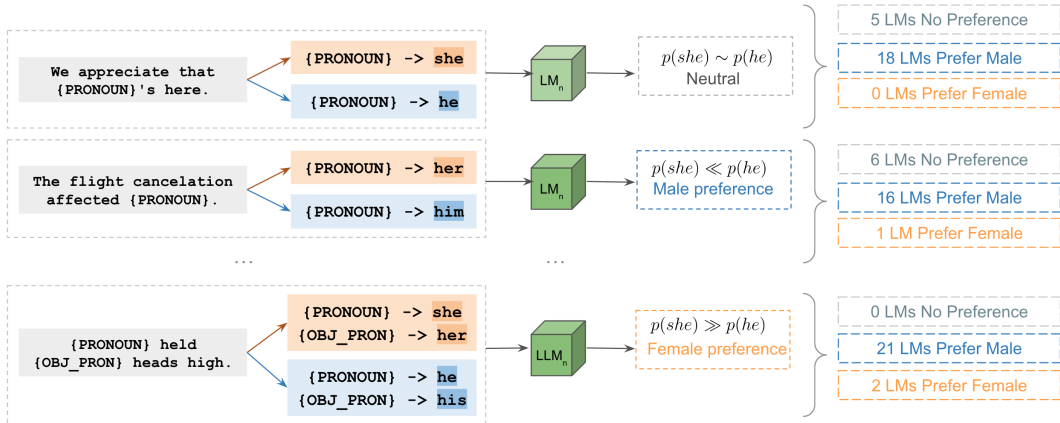 We appreciate that
{PRONOUN}'s here.
{PRONOUN} -> she
{PRONOUN} -> he
LMn
p(she) ∼ p(he)
Neutral
5 LMs No Preference
18 LMs Prefer Male
0 LMs Prefer Female
The flight cancelation
affected {PRONOUN}.
{PRONOUN} -> her
{PRONOUN} -> him
LMn
p(she) ≪ p(he)
Male preference
6 LMs No Preference
16 LMs Prefer Male
1 LM Prefer Female
...
...
{PRONOUN} held
{OBJ_PRON} heads high.
{PRONOUN} -> she
{OBJ_PRON} -> her
{PRONOUN} -> he
{OBJ_PRON} -> his
LLMn
p(she) ≫ p(he)
Female preference
0 LMs No Preference
21 LMs Prefer Male
2 LMs Prefer Female